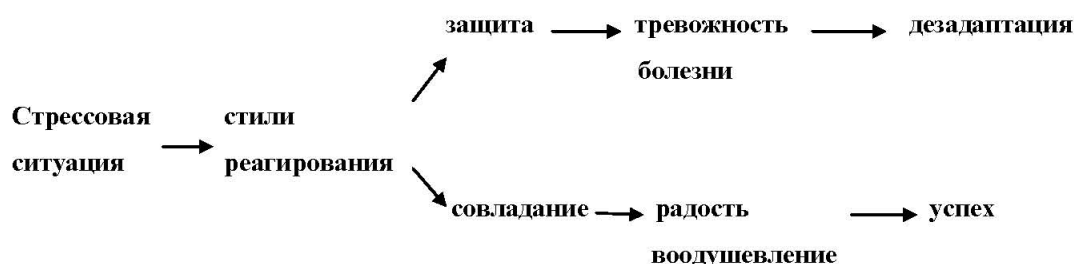 защита тревожность дезадаптация
болезни
Стрессовая стили
ситуация реагирования
совладание радость успех
воодушевление